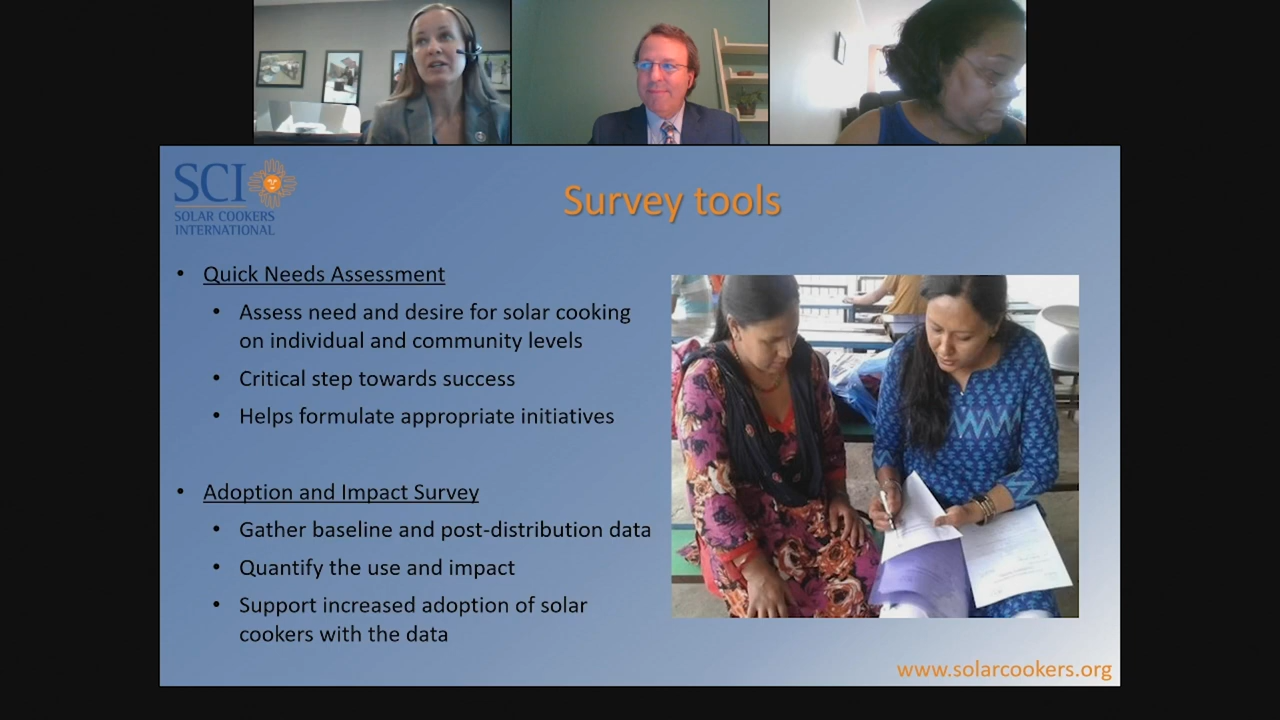 SCI
SOLAR COOKERS
INTERNATIONAL
Survey tools
• Quick Needs Assessment
• Assess need and desire for solar cooking
on individual and community levels
• Critical step towards success
• Helps formulate appropriate initiatives
• Adoption and Impact Survey
• Gather baseline and post-distribution data
• Quantify the use and impact
• Support increased adoption of solar
cookers with the data
www.solarcookers.org